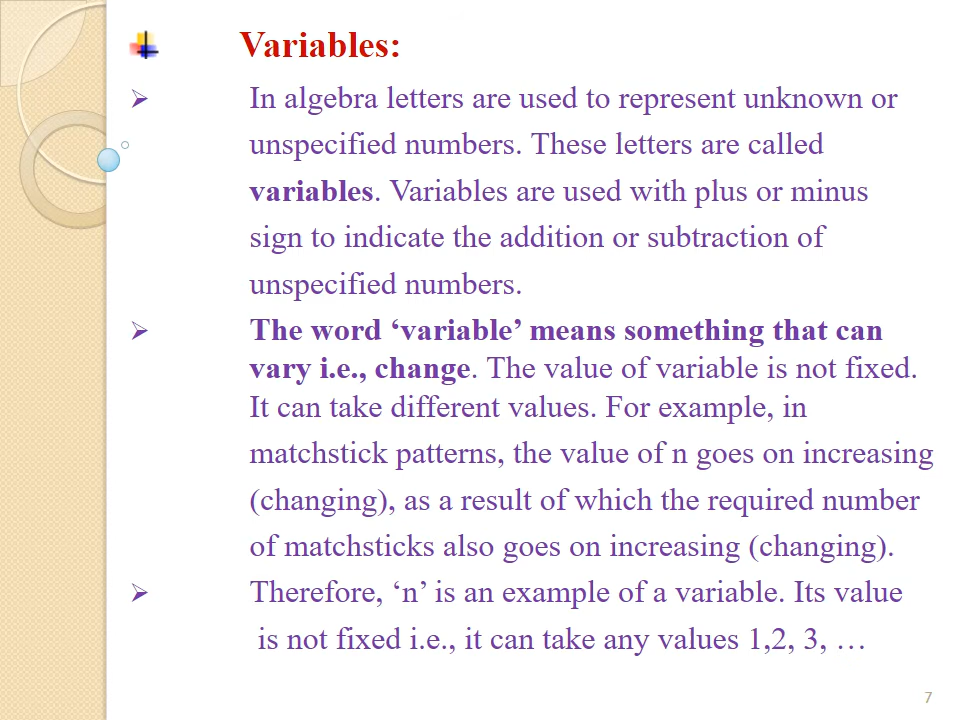 Variables:
In algebra letters are used to represent unknown or
unspecified numbers. These letters are called
variables. Variables are used with plus or minus
sign to indicate the addition or subtraction of
unspecified numbers.
The word ‘variable’ means something that can
vary i.e., change. The value of variable is not fixed.
It can take different values. For example, in
matchstick patterns, the value of n goes on increasing
(changing), as a result of which the required number
of matchsticks also goes on increasing (changing).
Therefore, ‘n’ is an example of a variable. Its value
is not fixed i.e., it can take any values 1,2, 3, …
7